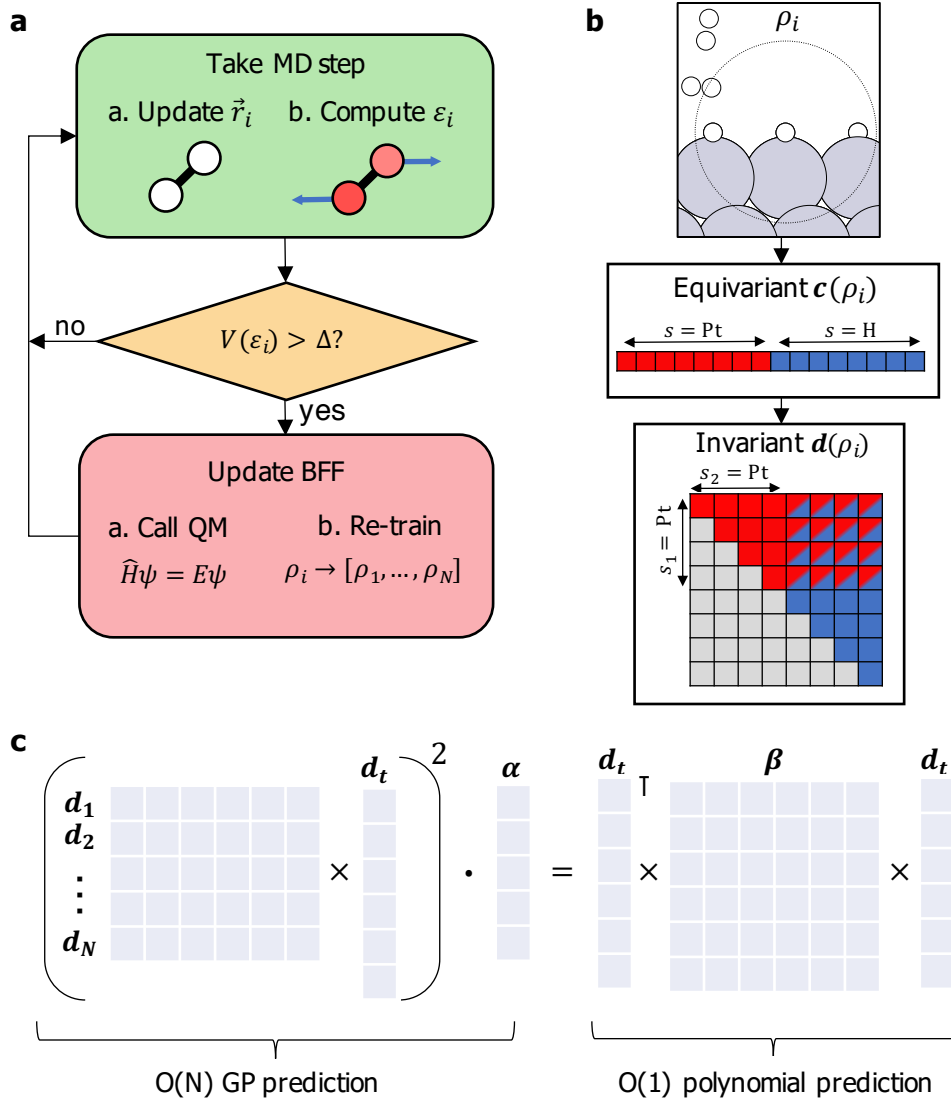 a
Take MD step
a. Update r⃗ᵢ
b. Compute εᵢ
V(εᵢ) > Δ?
no
yes
Update BFF
a. Call QM
b. Re-train
Ĥψ = Eψ
ρᵢ → [ρ₁, …, ρ_N]
b
ρᵢ
Equivariant c(ρᵢ)
s = Pt
s = H
Invariant d(ρᵢ)
s₂ = Pt
s₁ = Pt
c
d₁
d₂
⋮
d_N
×
d_t
2
·
α
=
d_t
T
×
β
×
d_t
O(N) GP prediction
O(1) polynomial prediction